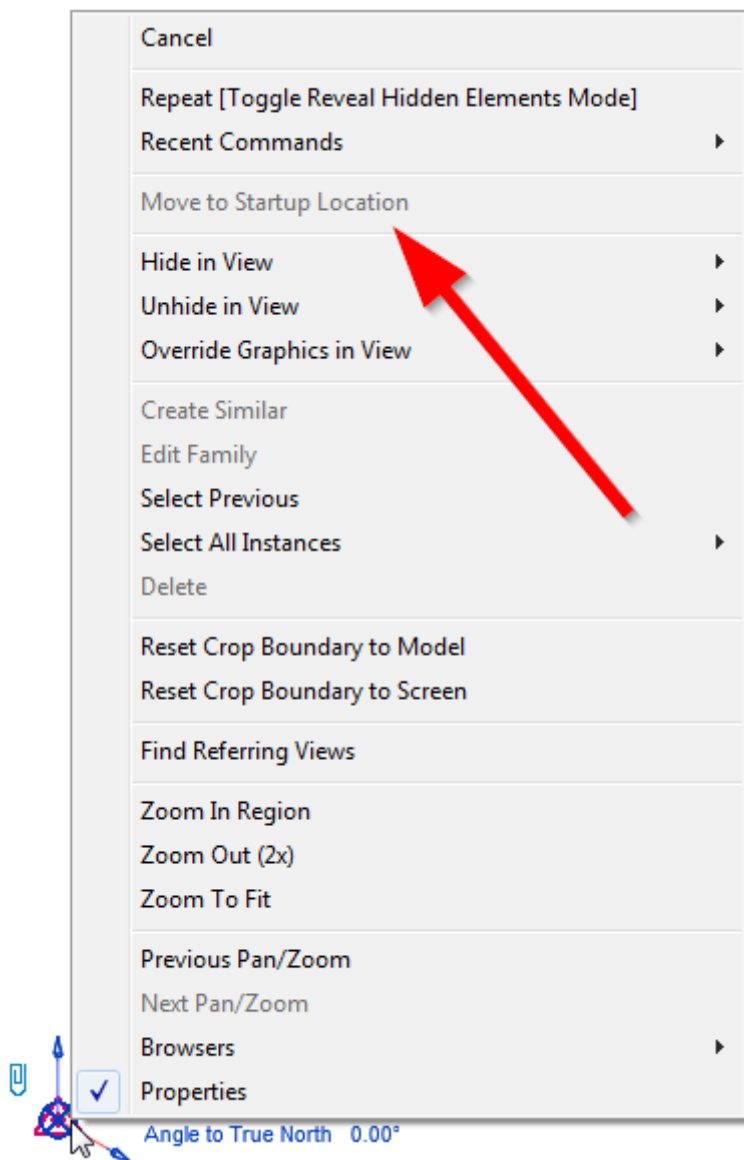 Cancel
Repeat [Toggle Reveal Hidden Elements Mode]
Recent Commands
Move to Startup Location
Hide in View
Unhide in View
Override Graphics in View
Create Similar
Edit Family
Select Previous
Select All Instances
Delete
Reset Crop Boundary to Model
Reset Crop Boundary to Screen
Find Referring Views
Zoom In Region
Zoom Out (2x)
Zoom To Fit
Previous Pan/Zoom
Next Pan/Zoom
Browsers
Properties
Angle to True North 0.00°